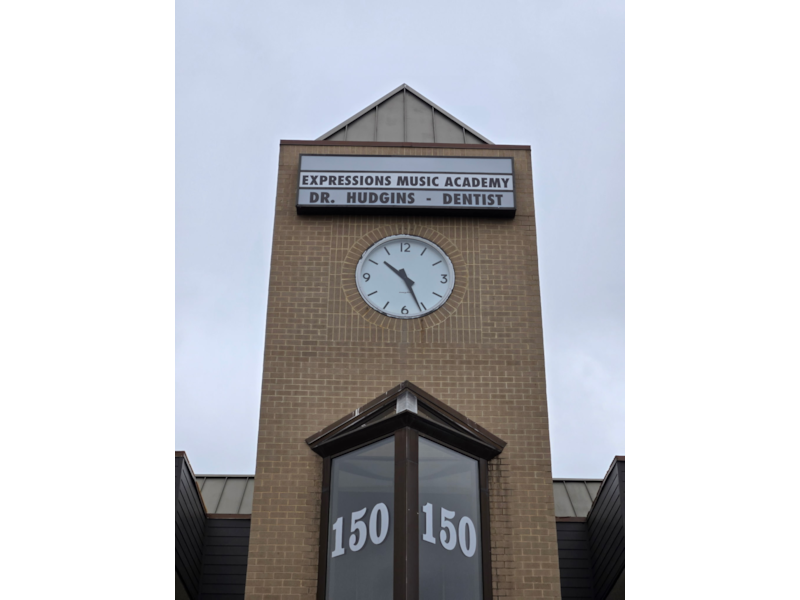 EXPRESSIONS MUSIC ACADEMY
DR. HUDGINS - DENTIST
12
9 3
6
150 150